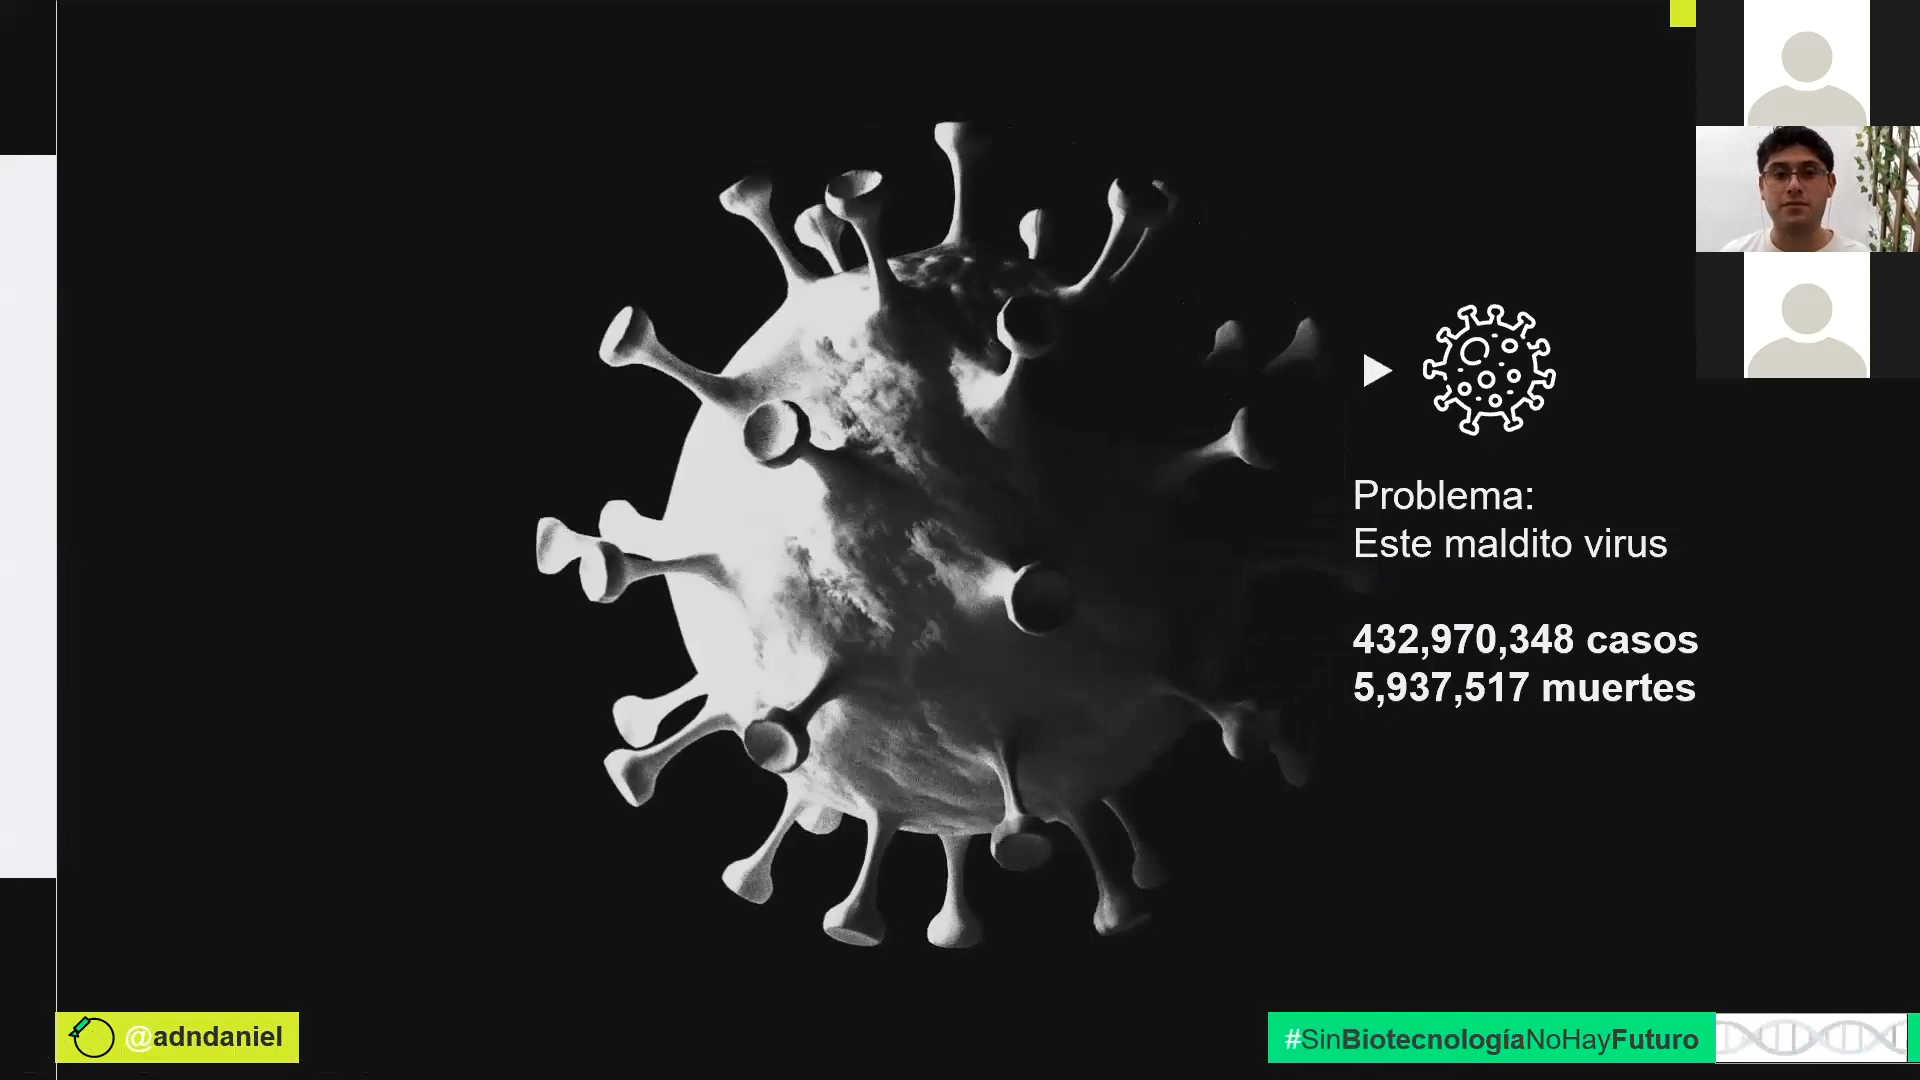 Problema:
Este maldito virus
432,970,348 casos
5,937,517 muertes
@adndaniel
#SinBiotecnologíaNoHayFuturo